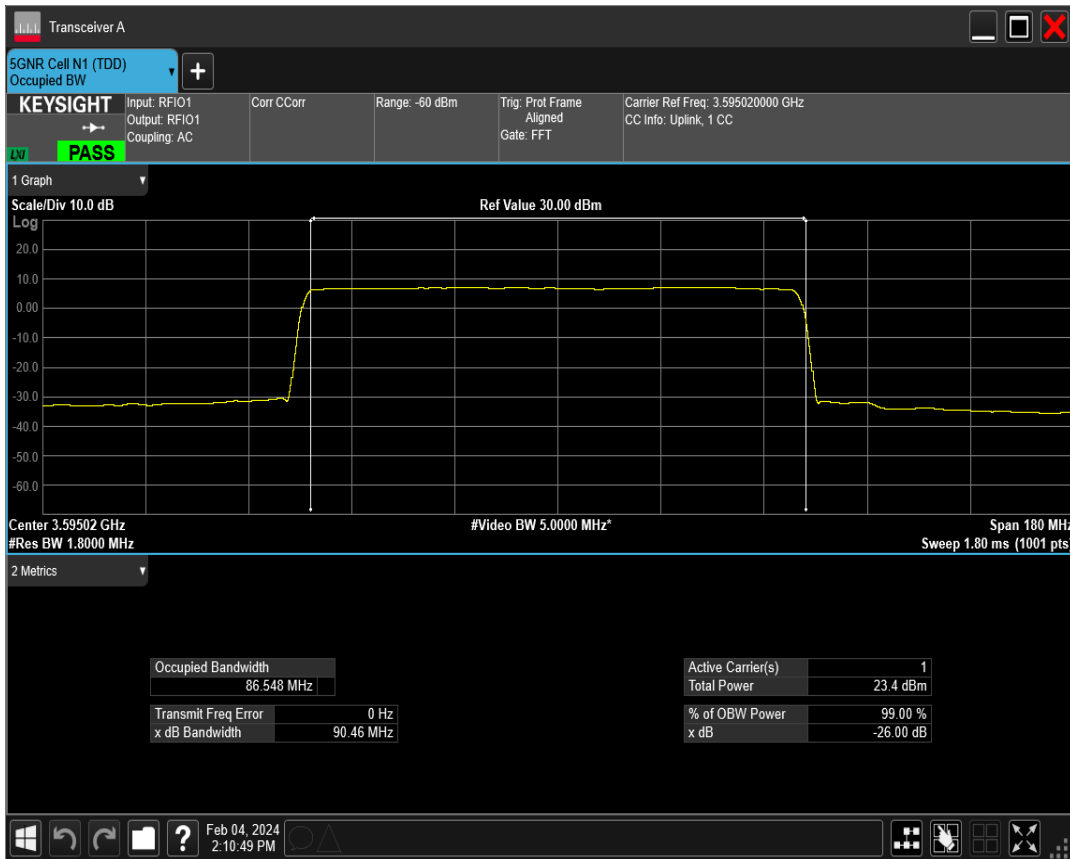 Transceiver A
5GNR Cell N1 (TDD)
Occupied BW
+
KEYSIGHT
LXI
PASS
Input: RFIO1
Output: RFIO1
Coupling: AC
Corr CCorr
Range: -60 dBm
Trig: Prot Frame
Aligned
Gate: FFT
Carrier Ref Freq: 3.595020000 GHz
CC Info: Uplink, 1 CC
1 Graph
Scale/Div 10.0 dB
Ref Value 30.00 dBm
Log
20.0
10.0
0.00
-10.0
-20.0
-30.0
-40.0
-50.0
-60.0
Center 3.59502 GHz
#Video BW 5.0000 MHz*
Span 180 MHz
#Res BW 1.8000 MHz
Sweep 1.80 ms (1001 pts)
2 Metrics
Occupied Bandwidth
86.548 MHz
Transmit Freq Error 0 Hz
x dB Bandwidth 90.46 MHz
Active Carrier(s) 1
Total Power 23.4 dBm
% of OBW Power 99.00 %
x dB -26.00 dB
?
Feb 04, 2024
2:10:49 PM